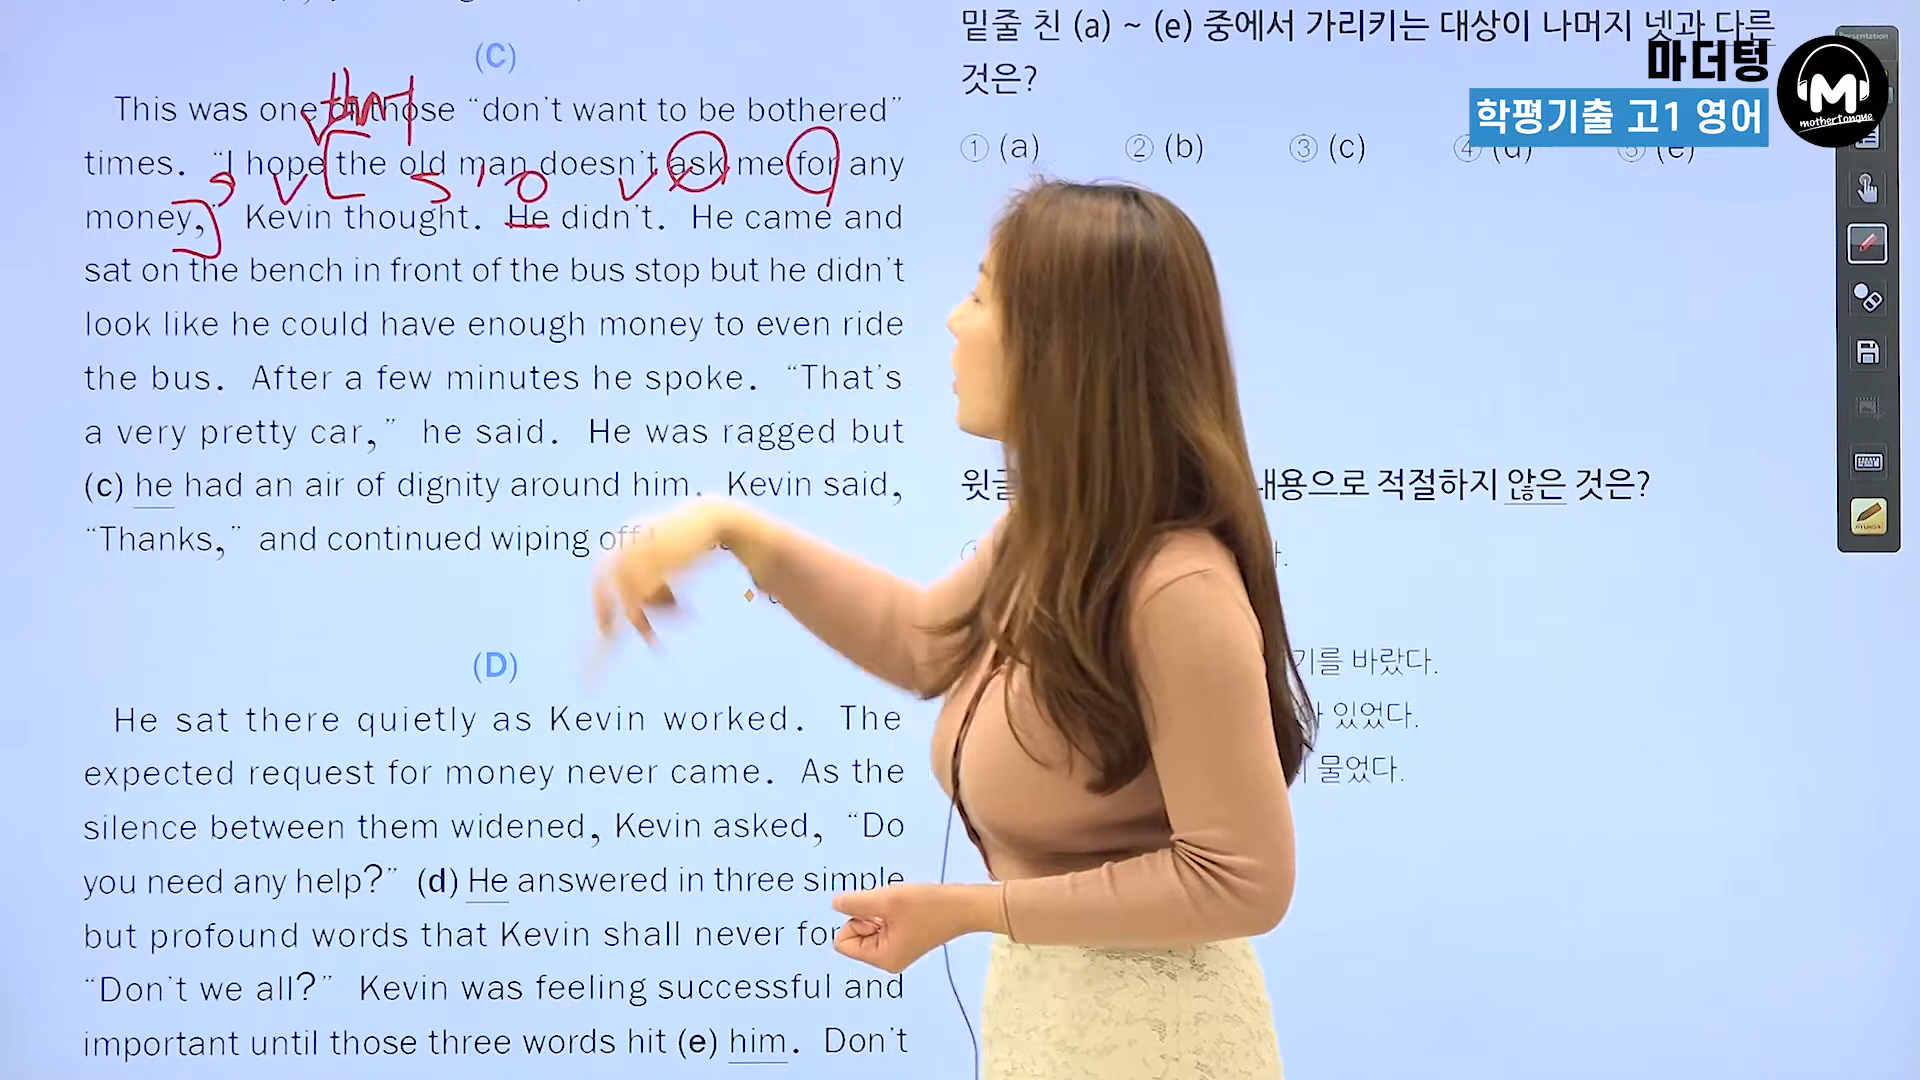 (C)
This was one of those “don't want to be bothered”
times. “I hope the old man doesn't ask me for any
money,” Kevin thought. He didn't. He came and
sat on the bench in front of the bus stop but he didn't
look like he could have enough money to even ride
the bus. After a few minutes he spoke. “That's
a very pretty car,” he said. He was ragged but
(c) he had an air of dignity around him. Kevin said,
“Thanks,” and continued wiping off
that
s v s o v
(D)
He sat there quietly as Kevin worked. The
expected request for money never came. As the
silence between them widened, Kevin asked, “Do
you need any help?” (d) He answered in three simple
but profound words that Kevin shall never for
“Don't we all?” Kevin was feeling successful and
important until those three words hit (e) him. Don't
밑줄 친 (a) ~ (e) 중에서 가리키는 대상이 나머지 넷과 다른
것은?
① (a) ② (b) ③ (c) ④ (d) ⑤ (e)
윗글 내용으로 적절하지 않은 것은?
기를 바랐다.
있었다.
물었다.
마더텅
학평기출 고1 영어
M
mothertongue
Presentation